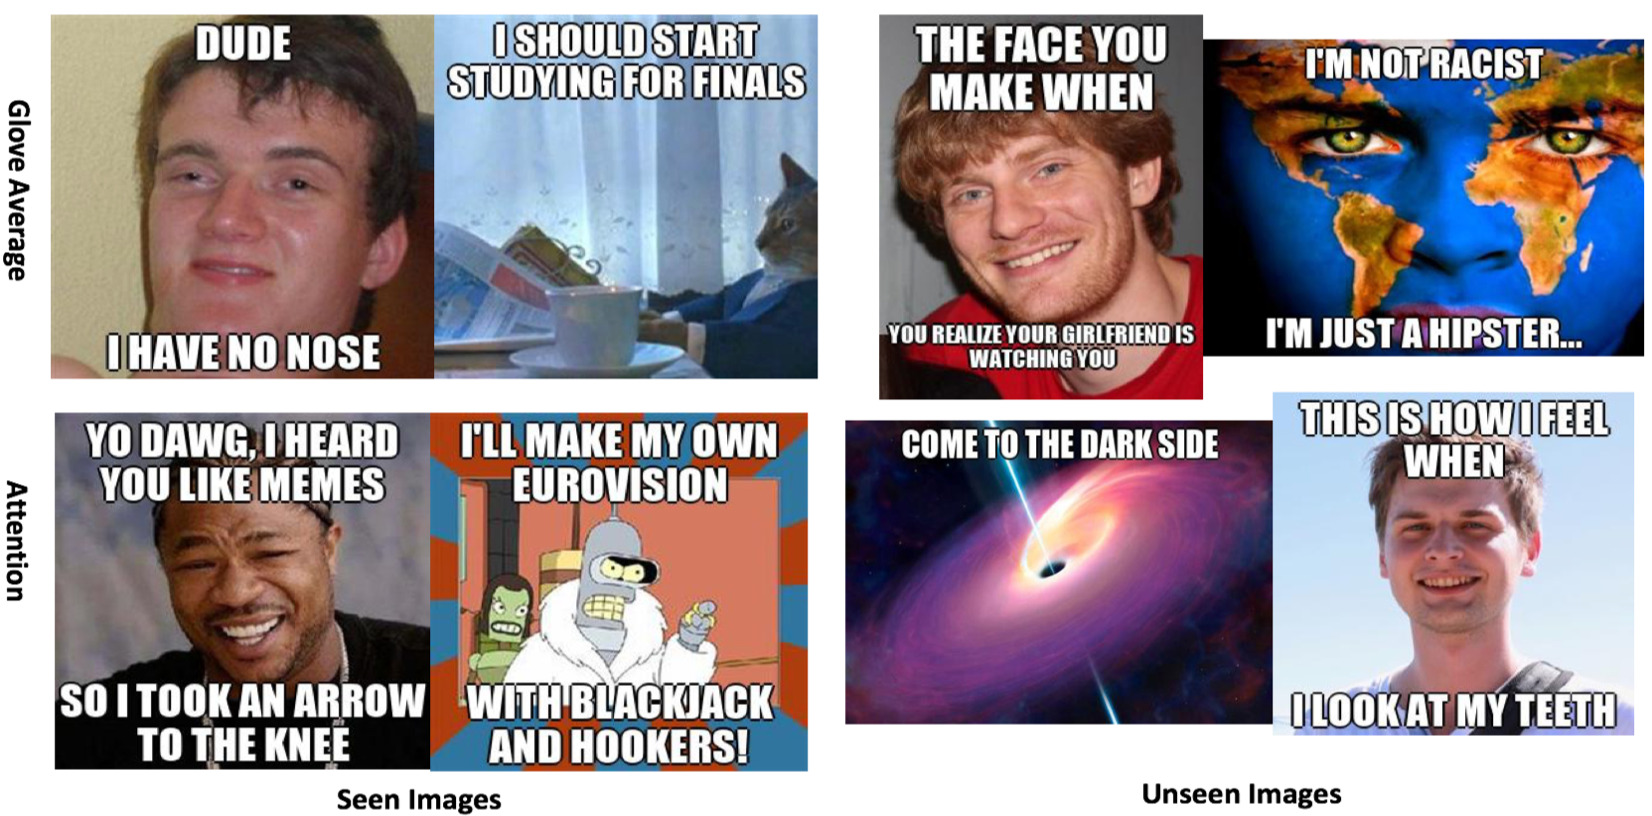 Glove Average
DUDE
I HAVE NO NOSE
I SHOULD START
STUDYING FOR FINALS
THE FACE YOU
MAKE WHEN
YOU REALIZE YOUR GIRLFRIEND IS
WATCHING YOU
I'M NOT RACIST
I'M JUST A HIPSTER...
Attention
YO DAWG, I HEARD
YOU LIKE MEMES
SO I TOOK AN ARROW
TO THE KNEE
I'LL MAKE MY OWN
EUROVISION
WITH BLACKJACK
AND HOOKERS!
COME TO THE DARK SIDE
THIS IS HOW I FEEL
WHEN
I LOOK AT MY TEETH
Seen Images
Unseen Images